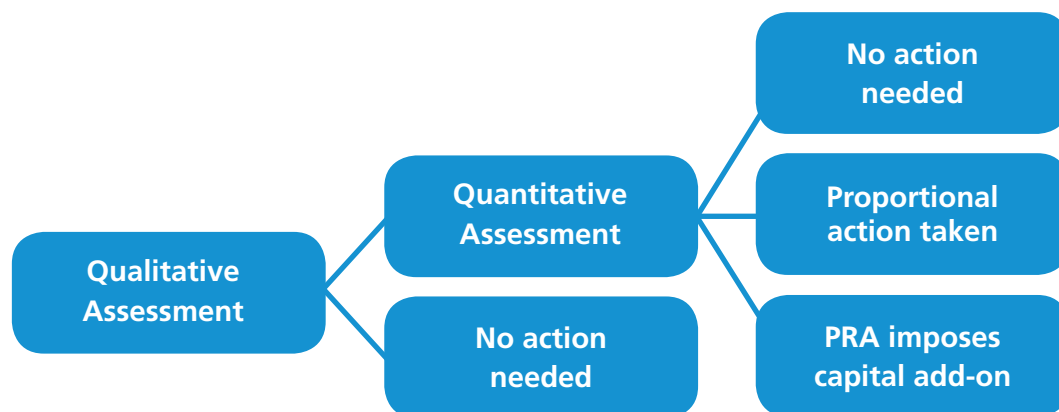 Qualitative
Assessment
Quantitative
Assessment
No action
needed
No action
needed
Proportional
action taken
PRA imposes
capital add-on